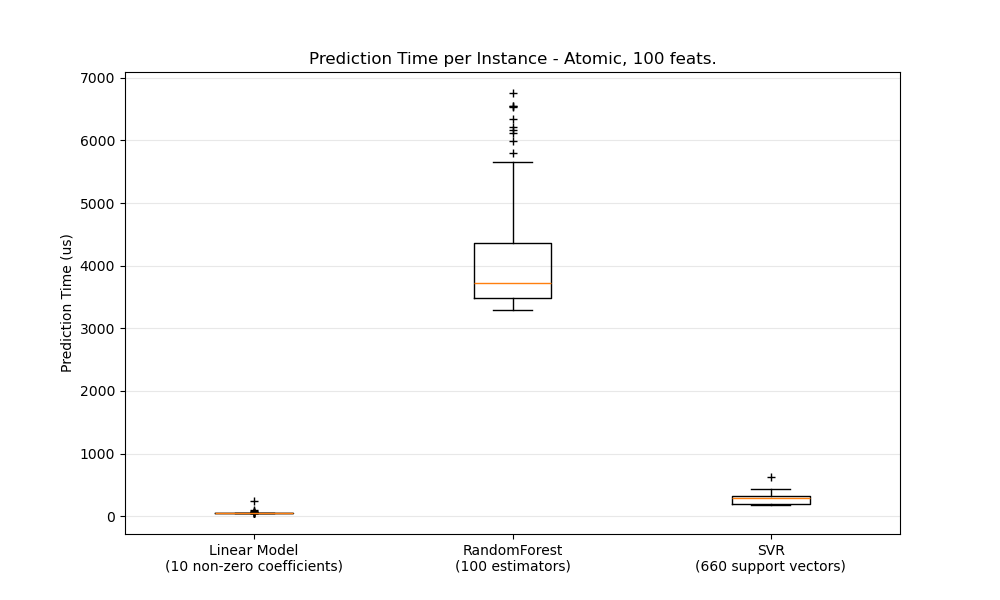 Prediction Time per Instance - Atomic, 100 feats.
Prediction Time (us)
7000
6000
5000
4000
3000
2000
1000
0
Linear Model
(10 non-zero coefficients)
RandomForest
(100 estimators)
SVR
(660 support vectors)